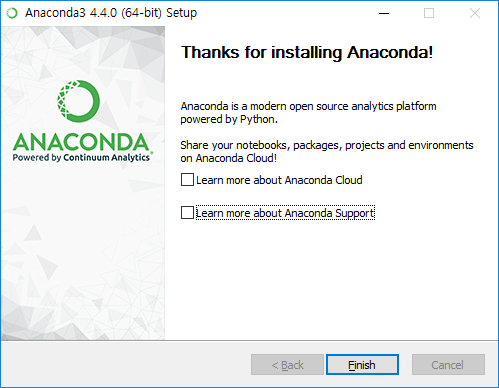 Anaconda3 4.4.0 (64-bit) Setup
ANACONDA
Powered by Continuum Analytics
Thanks for installing Anaconda!
Anaconda is a modern open source analytics platform
powered by Python.
Share your notebooks, packages, projects and environments
on Anaconda Cloud!
Learn more about Anaconda Cloud
Learn more about Anaconda Support
< Back
Finish
Cancel